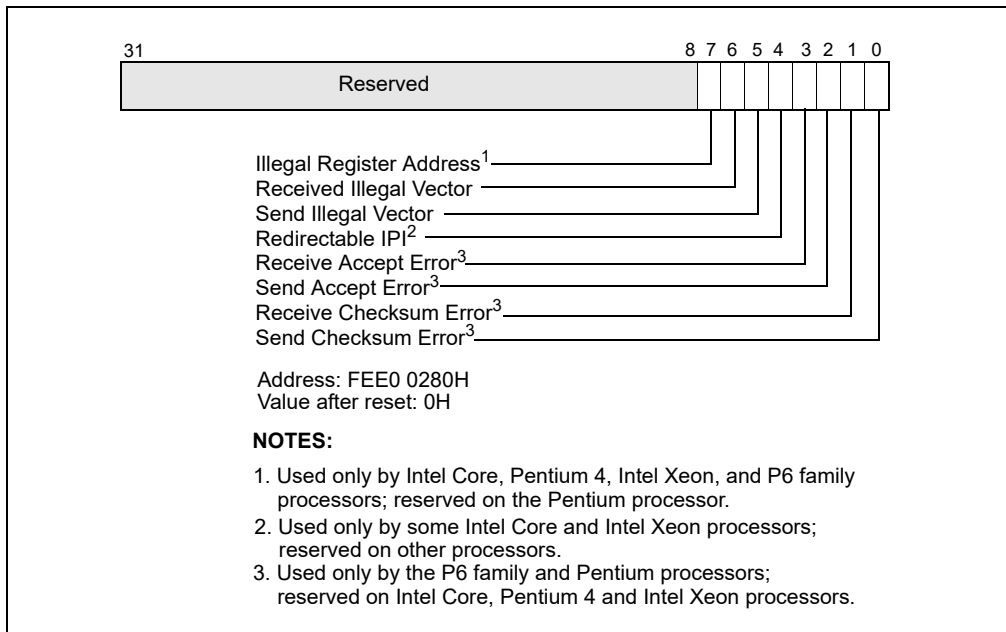 31 8 7 6 5 4 3 2 1 0
Reserved
Illegal Register Address1
Received Illegal Vector
Send Illegal Vector
Redirectable IPI2
Receive Accept Error3
Send Accept Error3
Receive Checksum Error3
Send Checksum Error3
Address: FEE0 0280H
Value after reset: 0H
NOTES:
1. Used only by Intel Core, Pentium 4, Intel Xeon, and P6 family
processors; reserved on the Pentium processor.
2. Used only by some Intel Core and Intel Xeon processors;
reserved on other processors.
3. Used only by the P6 family and Pentium processors;
reserved on Intel Core, Pentium 4 and Intel Xeon processors.